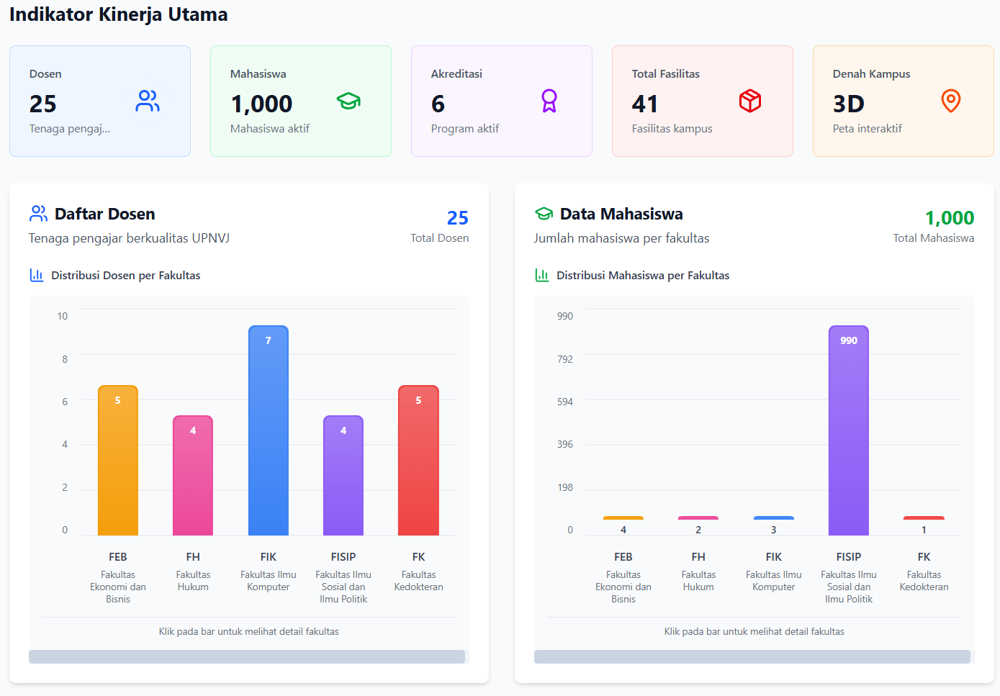 Indikator Kinerja Utama
Dosen
25
Tenaga pengaj...
Mahasiswa
1,000
Mahasiswa aktif
Akreditasi
6
Program aktif
Total Fasilitas
41
Fasilitas kampus
Denah Kampus
3D
Peta interaktif
Daftar Dosen
Tenaga pengajar berkualitas UPNVJ
25
Total Dosen
Distribusi Dosen per Fakultas
10
8
6
4
2
0
5
4
7
4
5
FEB
Fakultas
Ekonomi dan
Bisnis
FH
Fakultas
Hukum
FIK
Fakultas Ilmu
Komputer
FISIP
Fakultas Ilmu
Sosial dan
Ilmu Politik
FK
Fakultas
Kedokteran
Klik pada bar untuk melihat detail fakultas
Data Mahasiswa
Jumlah mahasiswa per fakultas
1,000
Total Mahasiswa
Distribusi Mahasiswa per Fakultas
990
792
594
396
198
0
4
2
3
990
1
FEB
Fakultas
Ekonomi dan
Bisnis
FH
Fakultas
Hukum
FIK
Fakultas Ilmu
Komputer
FISIP
Fakultas Ilmu
Sosial dan
Ilmu Politik
FK
Fakultas
Kedokteran
Klik pada bar untuk melihat detail fakultas